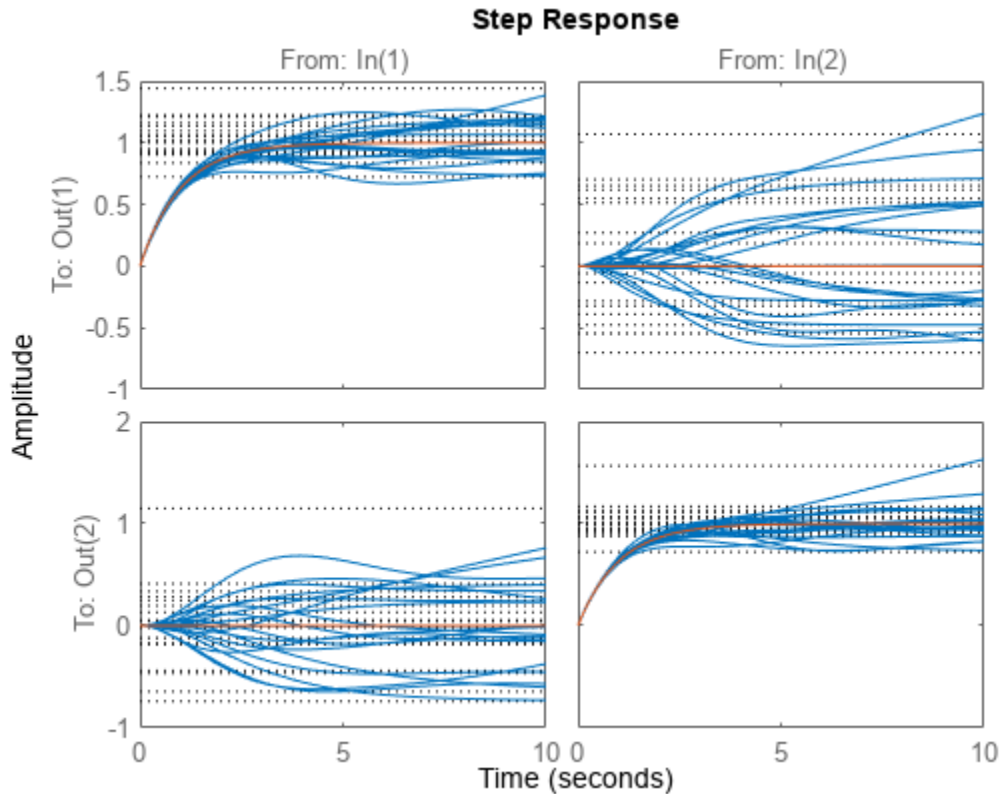 Step Response
From: In(1)
From: In(2)
To: Out(1)
1.5
1
0.5
0
-0.5
-1
Amplitude
To: Out(2)
2
1
0
-1
0
5
10
0
5
10
Time (seconds)